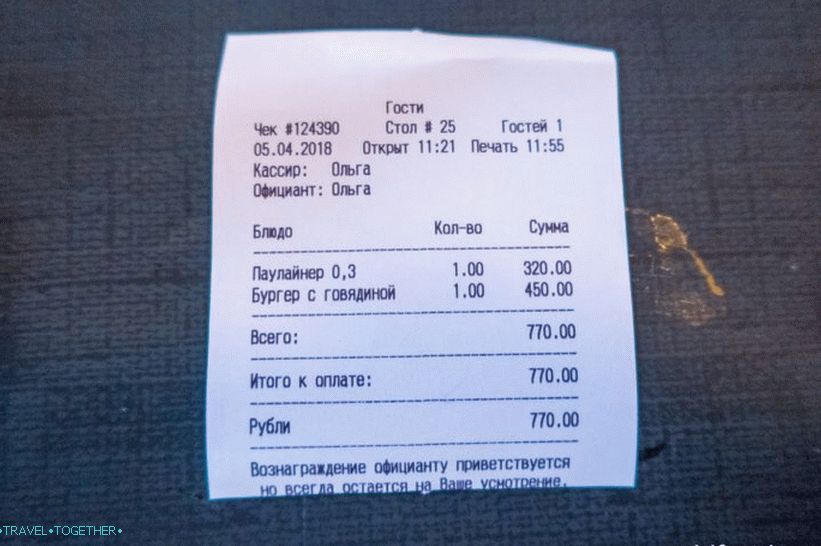 Гости
Чек #124390 Стол # 25 Гостей 1
05.04.2018 Открыт 11:21 Печать 11:55
Кассир: Ольга
Официант: Ольга
Блюдо Кол-во Сумма
Паулайнер 0,3 1.00 320.00
Бургер с говядиной 1.00 450.00
Всего: 770.00
Итого к оплате: 770.00
Рубли 770.00
Вознаграждение официанту приветствуется
но всегда остается на Ваше усмотрение.
•TRAVEL•TOGETHER•